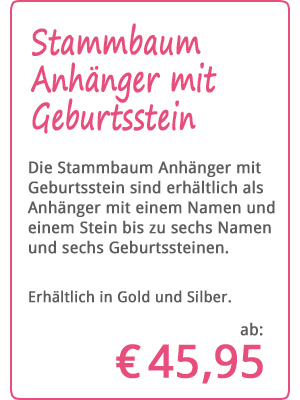 Stammbaum
Anhänger mit
Geburtsstein
Die Stammbaum Anhänger mit
Geburtsstein sind erhältlich als
Anhänger mit einem Namen und
einem Stein bis zu sechs Namen
und sechs Geburtssteinen.
Erhältlich in Gold und Silber.
ab:
€ 45,95